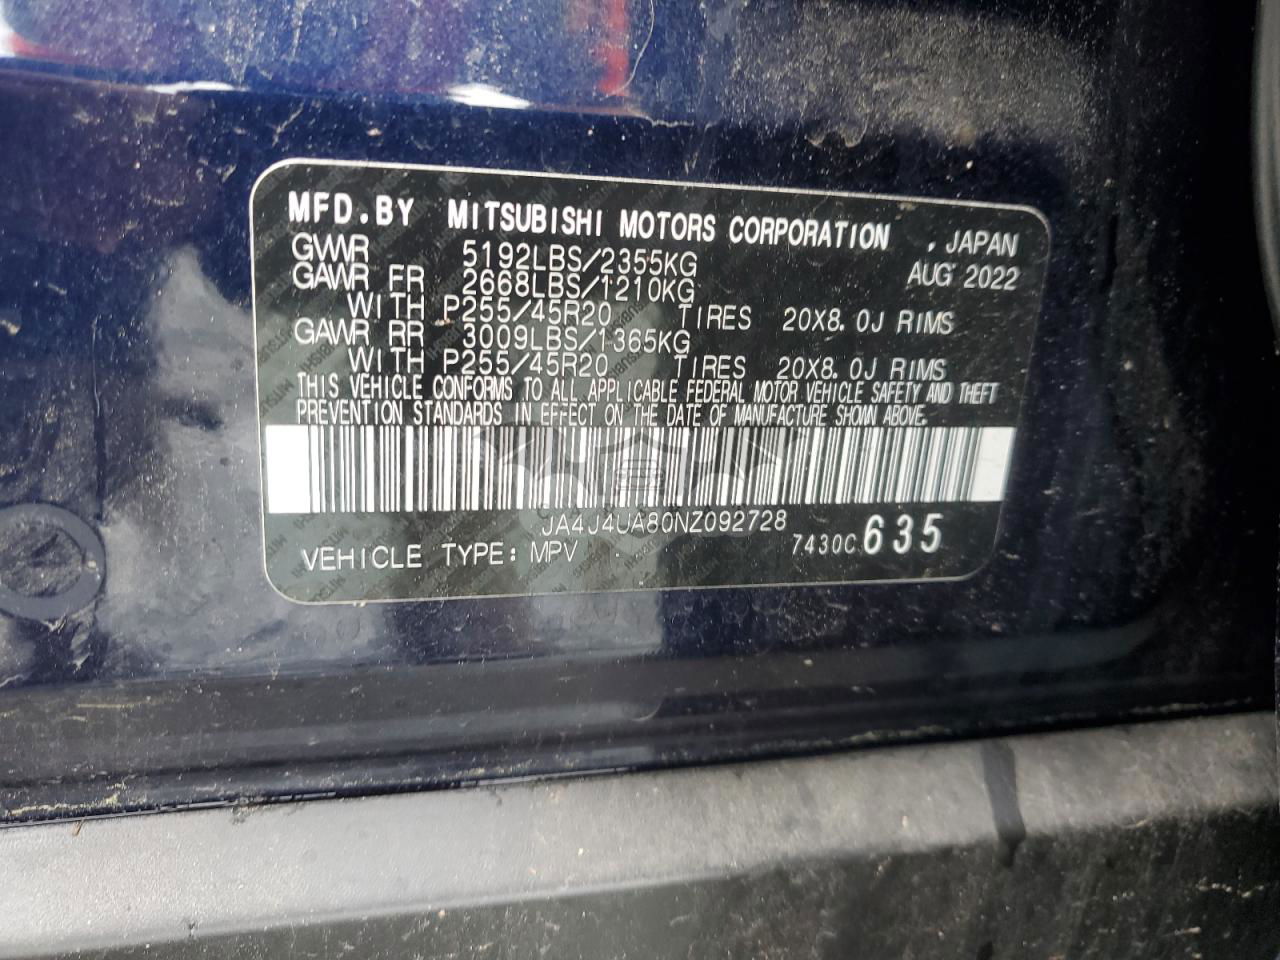 MFD.BY MITSUBISHI MOTORS CORPORATION , JAPAN
GVWR 5192LBS/2355KG AUG 2022
GAWR FR 2668LBS/1210KG
WITH P255/45R20 TIRES 20X8.0J RIMS
GAWR RR 3009LBS/1365KG
WITH P255/45R20 TIRES 20X8.0J RIMS
THIS VEHICLE CONFORMS TO ALL APPLICABLE FEDERAL MOTOR VEHICLE SAFETY AND THEFT
PREVENTION STANDARDS IN EFFECT ON THE DATE OF MANUFACTURE SHOWN ABOVE.
JA4J4UA80NZ092728
VEHICLE TYPE: MPV 7430C 635